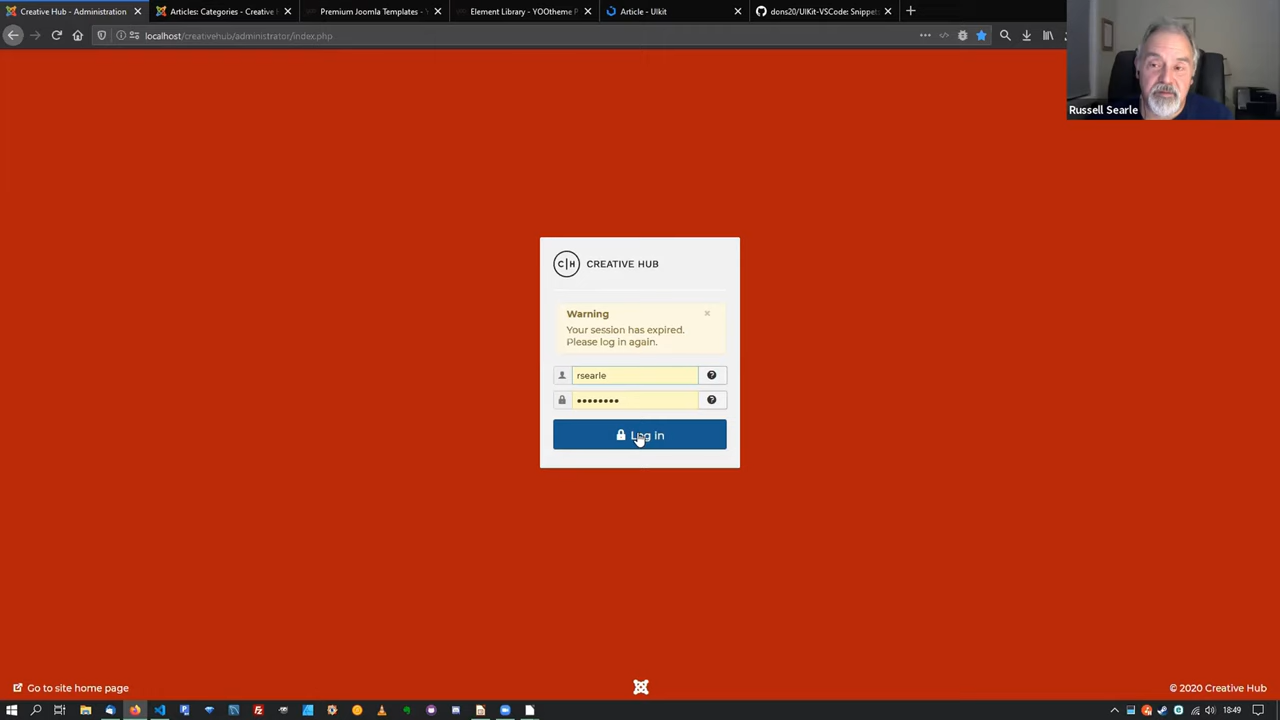 Creative Hub - Administration
Articles: Categories - Creative H
Premium Joomla Templates -
Element Library - YOOtheme P
Article - UIkit
dons20/UIKit-VSCode: Snippets
localhost/creativehub/administrator/index.php
Russell Searle
C|H CREATIVE HUB
Warning
Your session has expired.
Please log in again.
rsearle
Log in
Go to site home page
© 2020 Creative Hub
18:49